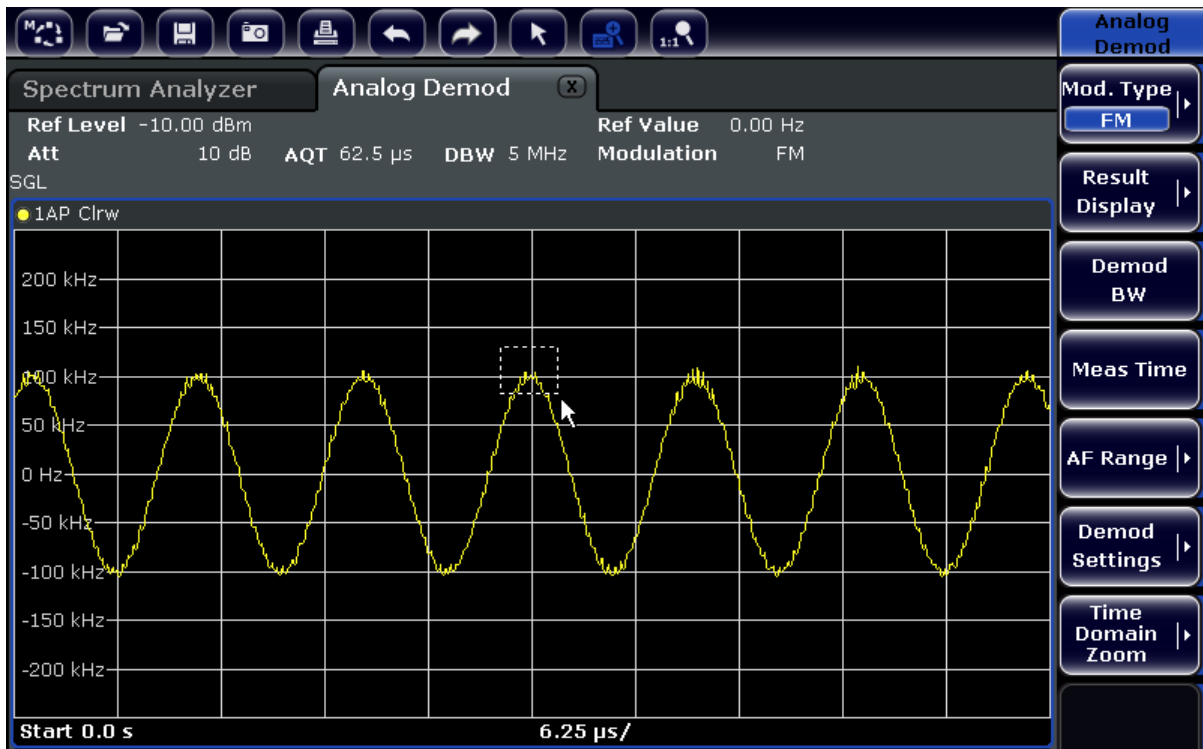 M
1:1
Analog
Demod
Spectrum Analyzer
Analog Demod
X
Ref Level -10.00 dBm
Ref Value 0.00 Hz
Att 10 dB AQT 62.5 µs DBW 5 MHz Modulation FM
SGL
1AP Clrw
200 kHz
150 kHz
100 kHz
50 kHz
0 Hz
-50 kHz
-100 kHz
-150 kHz
-200 kHz
Start 0.0 s
6.25 µs/
Mod. Type
FM
Result
Display
Demod
BW
Meas Time
AF Range
Demod
Settings
Time
Domain
Zoom